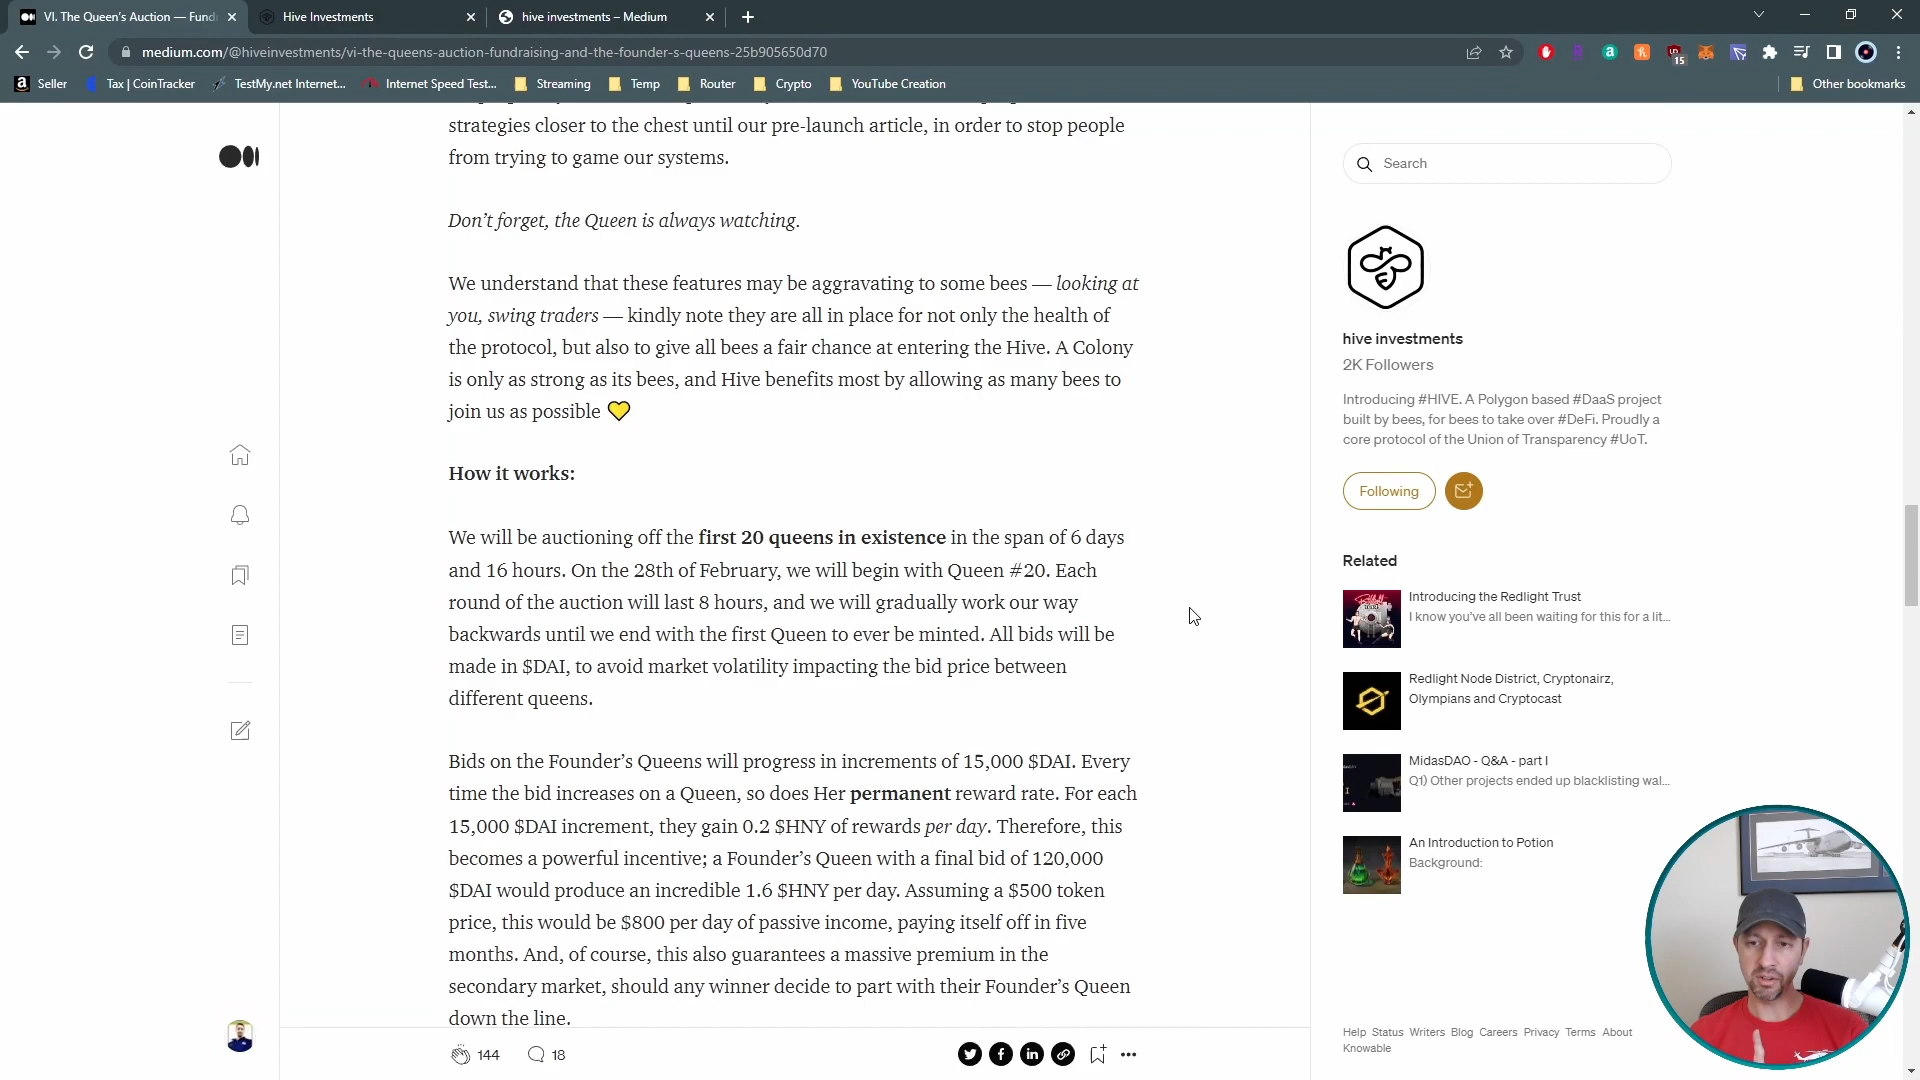 VI. The Queen's Auction — Fund
Hive Investments
hive investments – Medium
medium.com/@hiveinvestments/vi-the-queens-auction-fundraising-and-the-founder-s-queens-25b905650d70
15
Seller
Tax | CoinTracker
TestMy.net Internet...
Internet Speed Test...
Streaming
Temp
Router
Crypto
YouTube Creation
Other bookmarks
strategies closer to the chest until our pre-launch article, in order to stop people
from trying to game our systems.
Don't forget, the Queen is always watching.
We understand that these features may be aggravating to some bees — looking at
you, swing traders — kindly note they are all in place for not only the health of
the protocol, but also to give all bees a fair chance at entering the Hive. A Colony
is only as strong as its bees, and Hive benefits most by allowing as many bees to
join us as possible 💛
How it works:
We will be auctioning off the first 20 queens in existence in the span of 6 days
and 16 hours. On the 28th of February, we will begin with Queen #20. Each
round of the auction will last 8 hours, and we will gradually work our way
backwards until we end with the first Queen to ever be minted. All bids will be
made in $DAI, to avoid market volatility impacting the bid price between
different queens.
Bids on the Founder's Queens will progress in increments of 15,000 $DAI. Every
time the bid increases on a Queen, so does Her permanent reward rate. For each
15,000 $DAI increment, they gain 0.2 $HNY of rewards per day. Therefore, this
becomes a powerful incentive; a Founder's Queen with a final bid of 120,000
$DAI would produce an incredible 1.6 $HNY per day. Assuming a $500 token
price, this would be $800 per day of passive income, paying itself off in five
months. And, of course, this also guarantees a massive premium in the
secondary market, should any winner decide to part with their Founder's Queen
down the line.
144
18
Search
hive investments
2K Followers
Introducing #HIVE. A Polygon based #DaaS project
built by bees, for bees to take over #DeFi. Proudly a
core protocol of the Union of Transparency #UoT.
Following
Related
Introducing the Redlight Trust
I know you've all been waiting for this for a lit...
Redlight Node District, Cryptonairz,
Olympians and Cryptocast
MidasDAO - Q&A - part I
Q1) Other projects ended up blacklisting wal...
An Introduction to Potion
Background:
Help Status Writers Blog Careers Privacy Terms About
Knowable